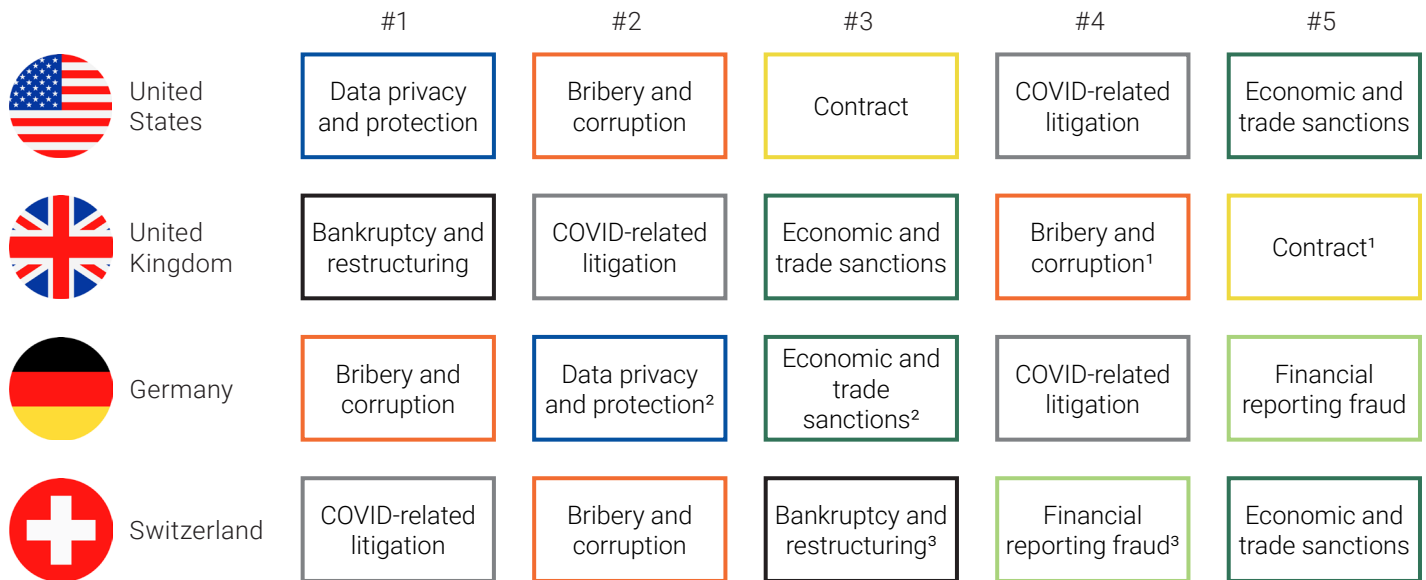 #1 #2 #3 #4 #5
United
States
Data privacy
and protection
Bribery and
corruption
Contract
COVID-related
litigation
Economic and
trade sanctions
United
Kingdom
Bankruptcy and
restructuring
COVID-related
litigation
Economic and
trade sanctions
Bribery and
corruption¹
Contract¹
Germany
Bribery and
corruption
Data privacy
and protection²
Economic and
trade
sanctions²
COVID-related
litigation
Financial
reporting fraud
Switzerland
COVID-related
litigation
Bribery and
corruption
Bankruptcy and
restructuring³
Financial
reporting fraud³
Economic and
trade sanctions